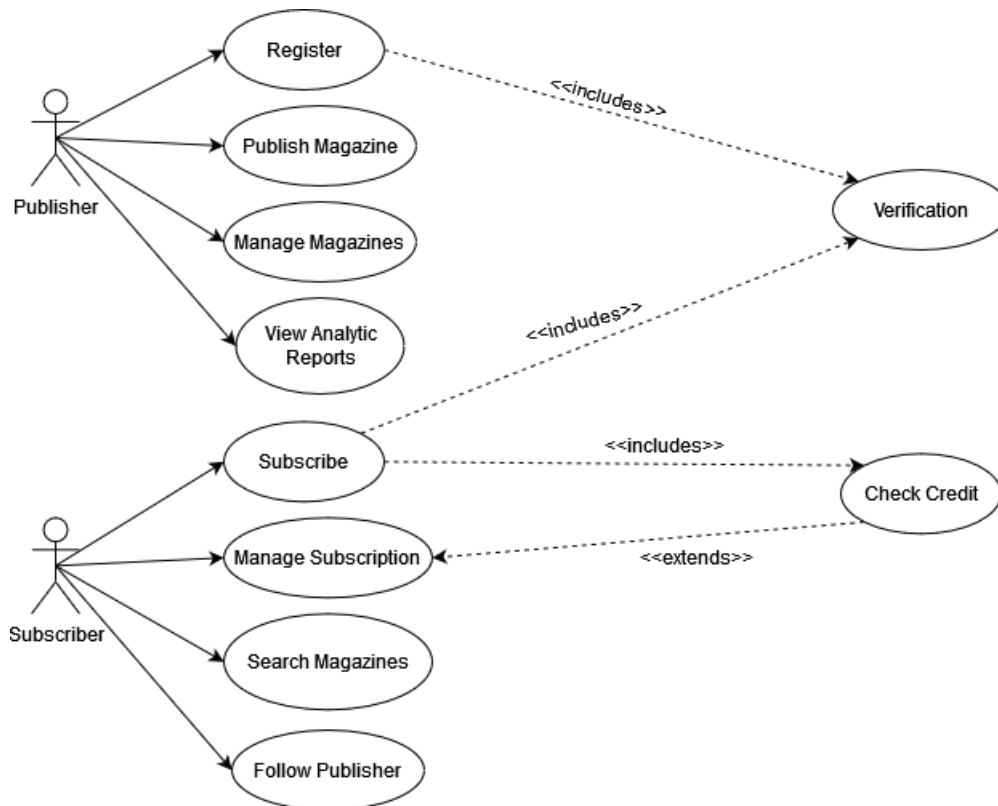 Register
<<includes>>
Publish Magazine
Publisher
Verification
Manage Magazines
View Analytic
Reports
<<includes>>
Subscribe
<<includes>>
Check Credit
Manage Subscription
<<extends>>
Subscriber
Search Magazines
Follow Publisher